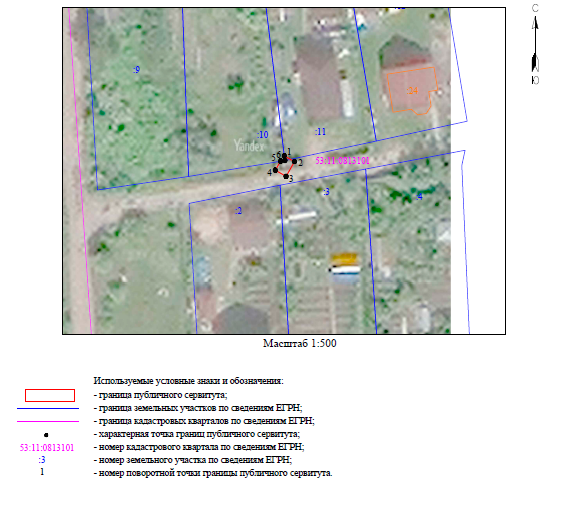 С
Ю
:9
:14
:10
:11
Yandex
1
2
3
4
5
6
53:11:0813101
:2
:3
:4
Масштаб 1:500
Используемые условные знаки и обозначения:
- граница публичного сервитута;
- граница земельных участков по сведениям ЕГРН;
- граница кадастровых кварталов по сведениям ЕГРН;
- характерная точка границ публичного сервитута;
53:11:0813101 - номер кадастрового квартала по сведениям ЕГРН;
:3 - номер земельного участка по сведениям ЕГРН;
1 - номер поворотной точки границы публичного сервитута.